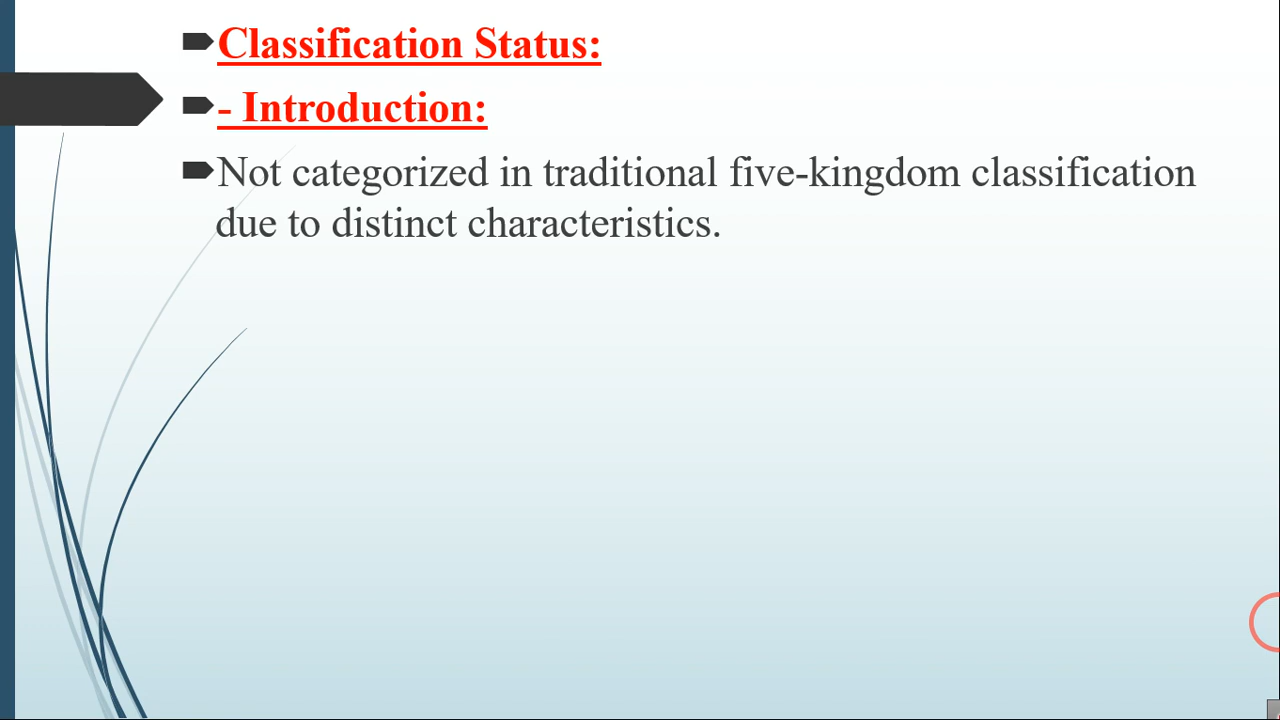 Classification Status:
- Introduction:
Not categorized in traditional five-kingdom classification
due to distinct characteristics.